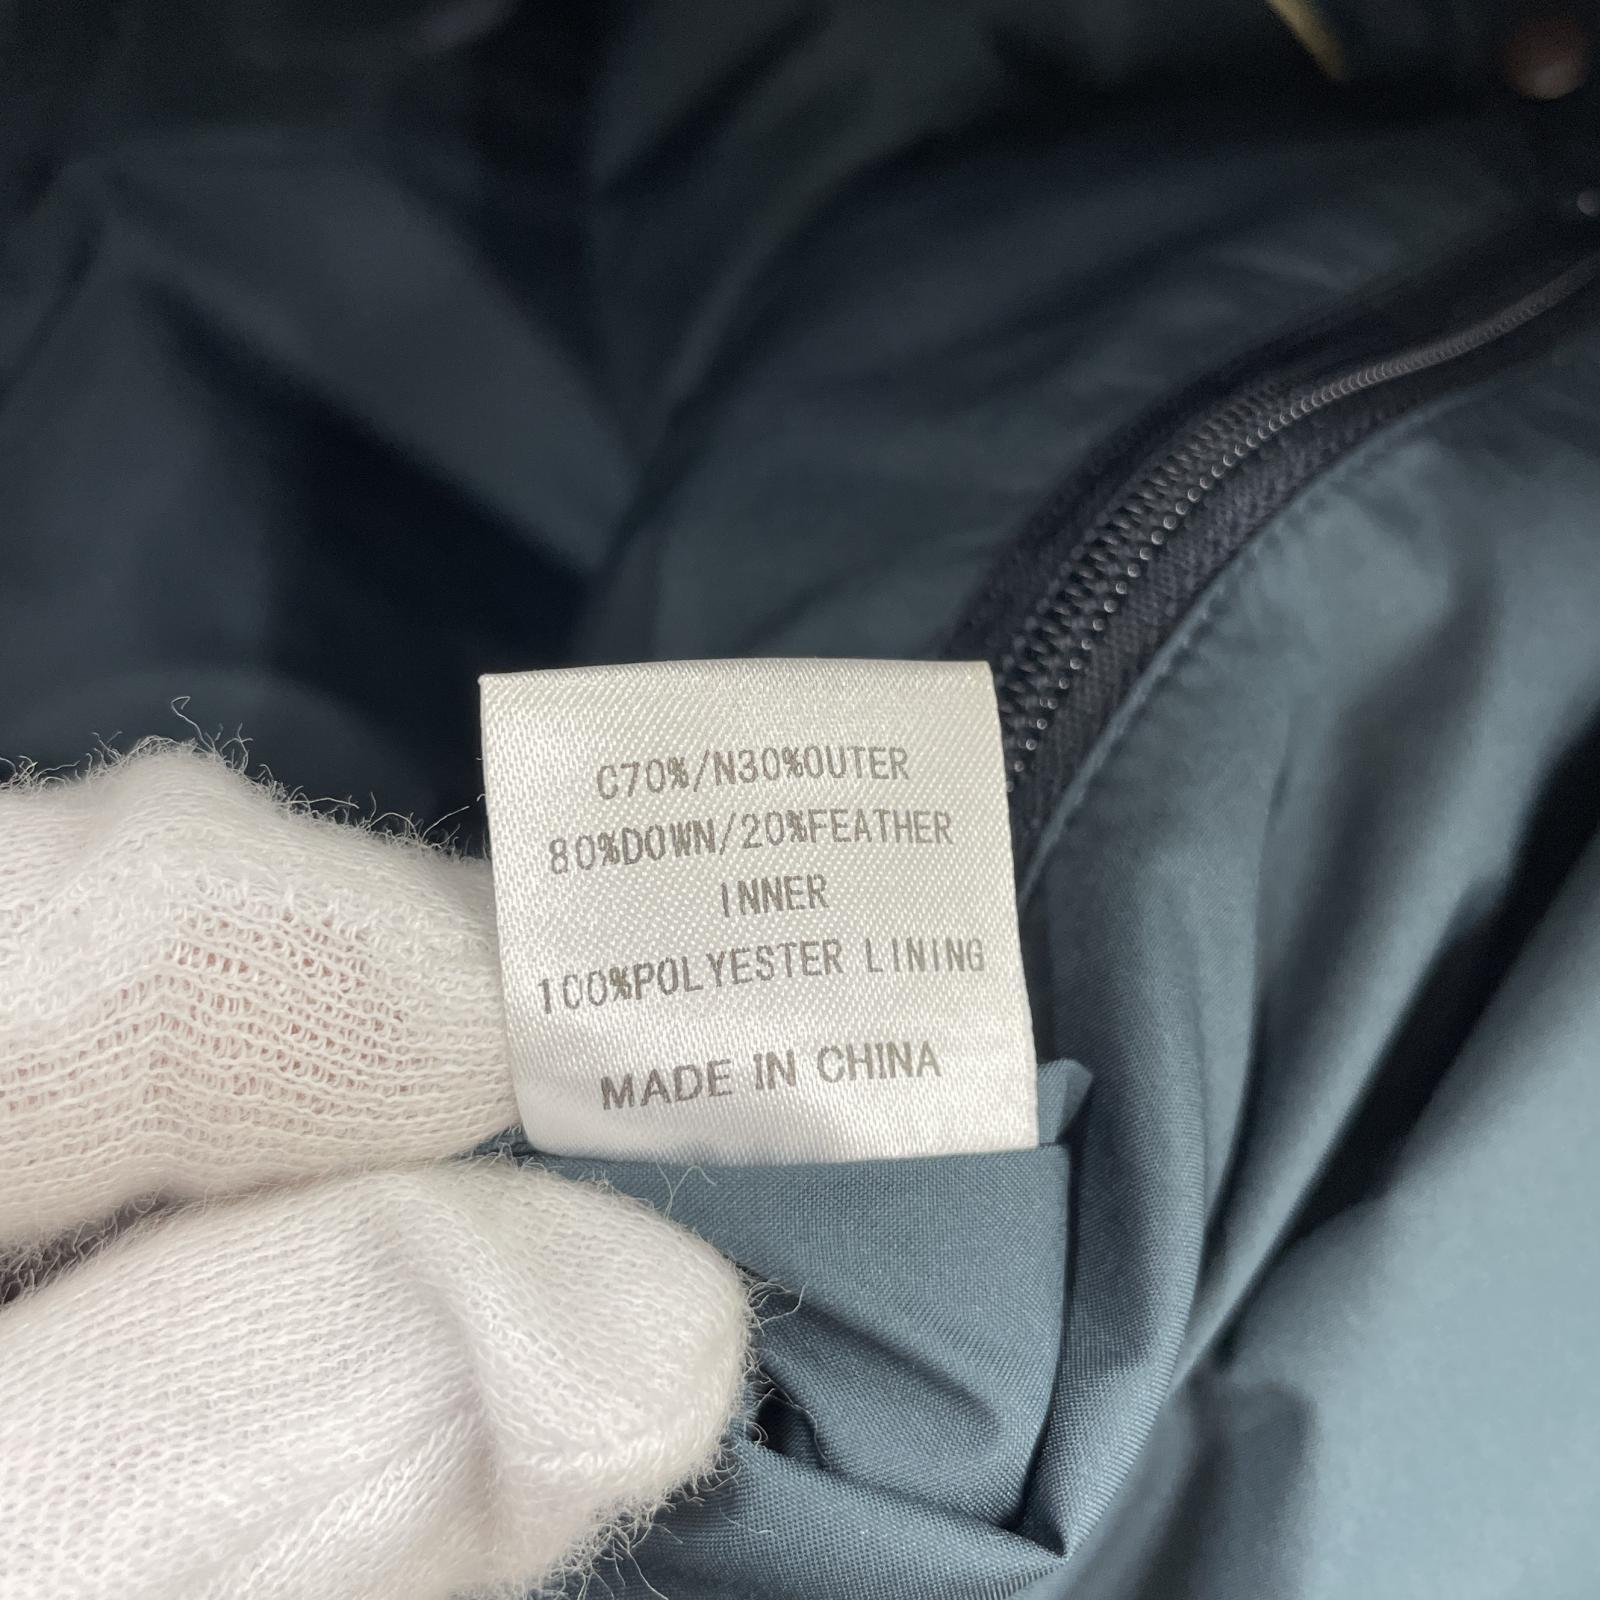 C70%/N30%OUTER
80%DOWN/20%FEATHER
INNER
100%POLYESTER LINING
MADE IN CHINA